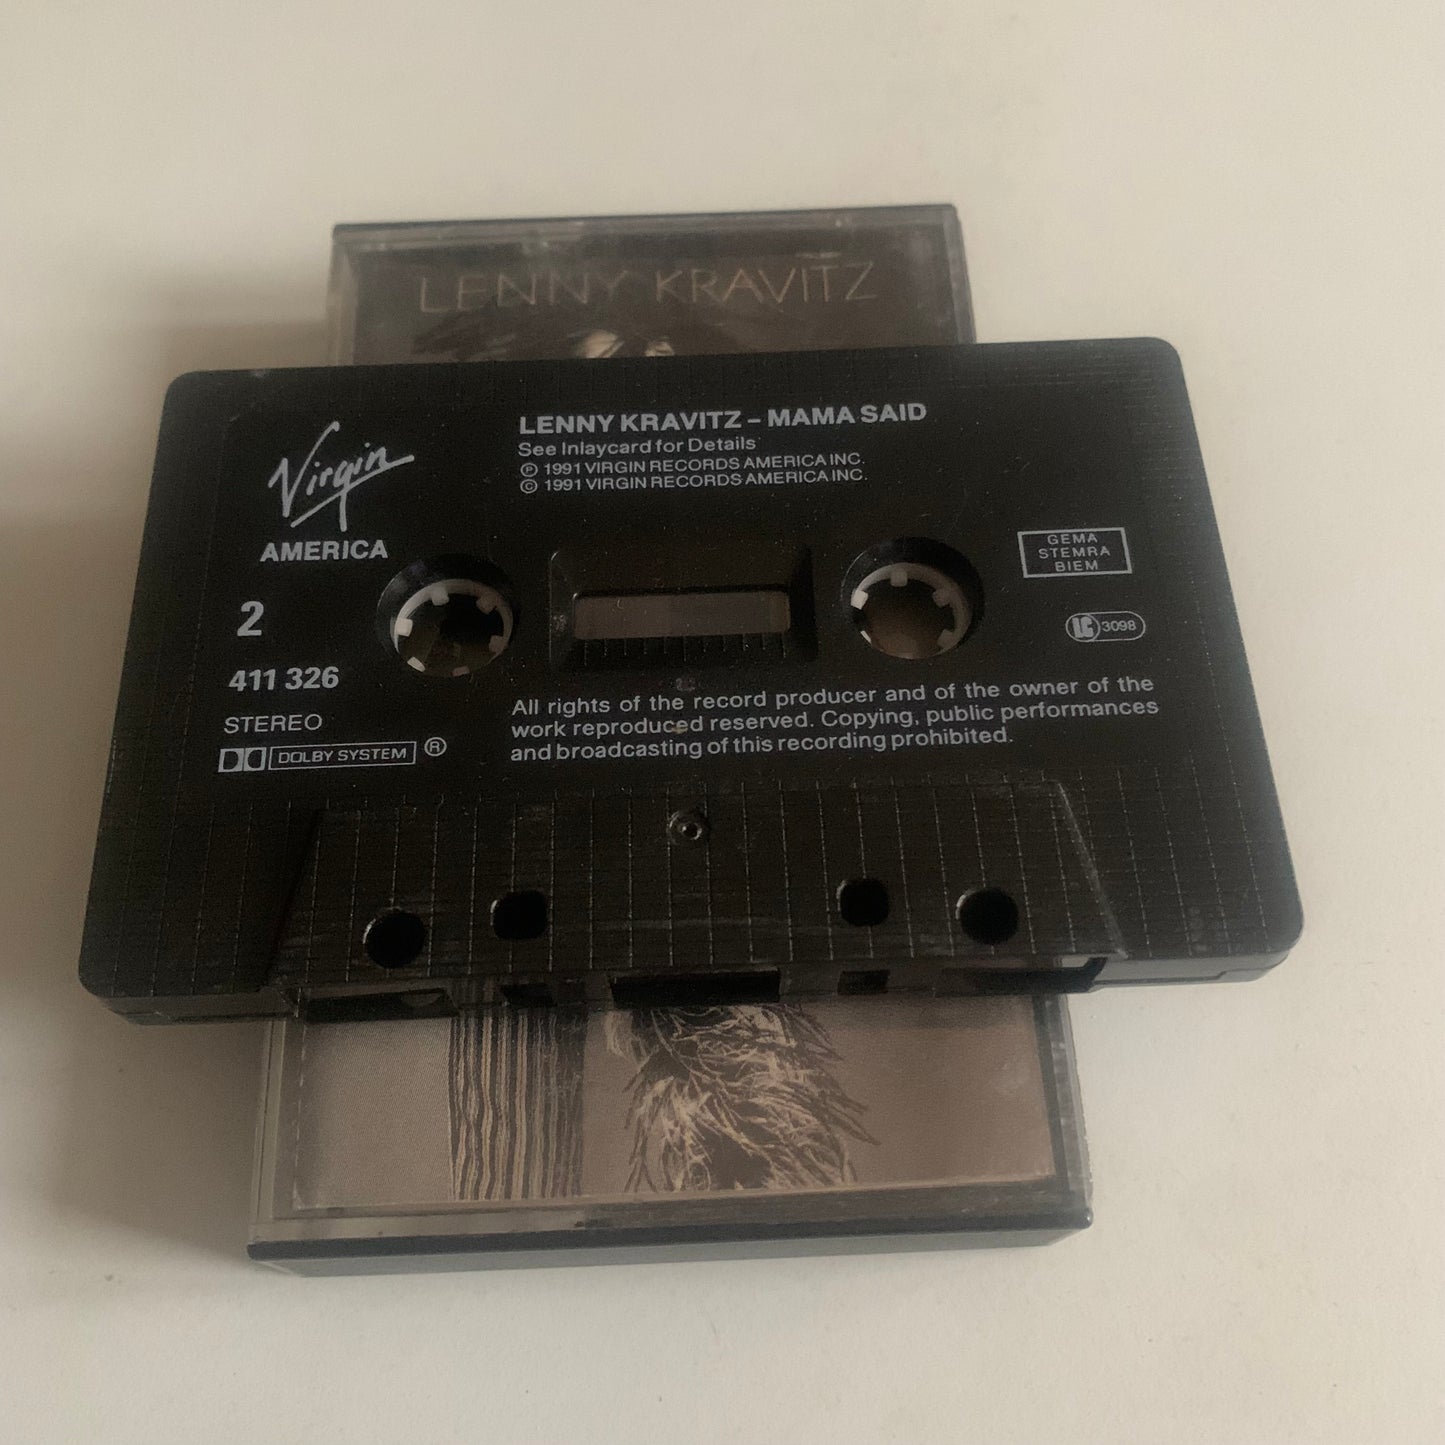 LENNY KRAVITZ
Virgin
AMERICA
2
411 326
STEREO
DOLBY SYSTEM ®
LENNY KRAVITZ – MAMA SAID
See Inlaycard for Details
℗ 1991 VIRGIN RECORDS AMERICA INC.
© 1991 VIRGIN RECORDS AMERICA INC.
GEMA
STEMRA
BIEM
LC 3098
All rights of the record producer and of the owner of the
work reproduced reserved. Copying, public performances
and broadcasting of this recording prohibited.